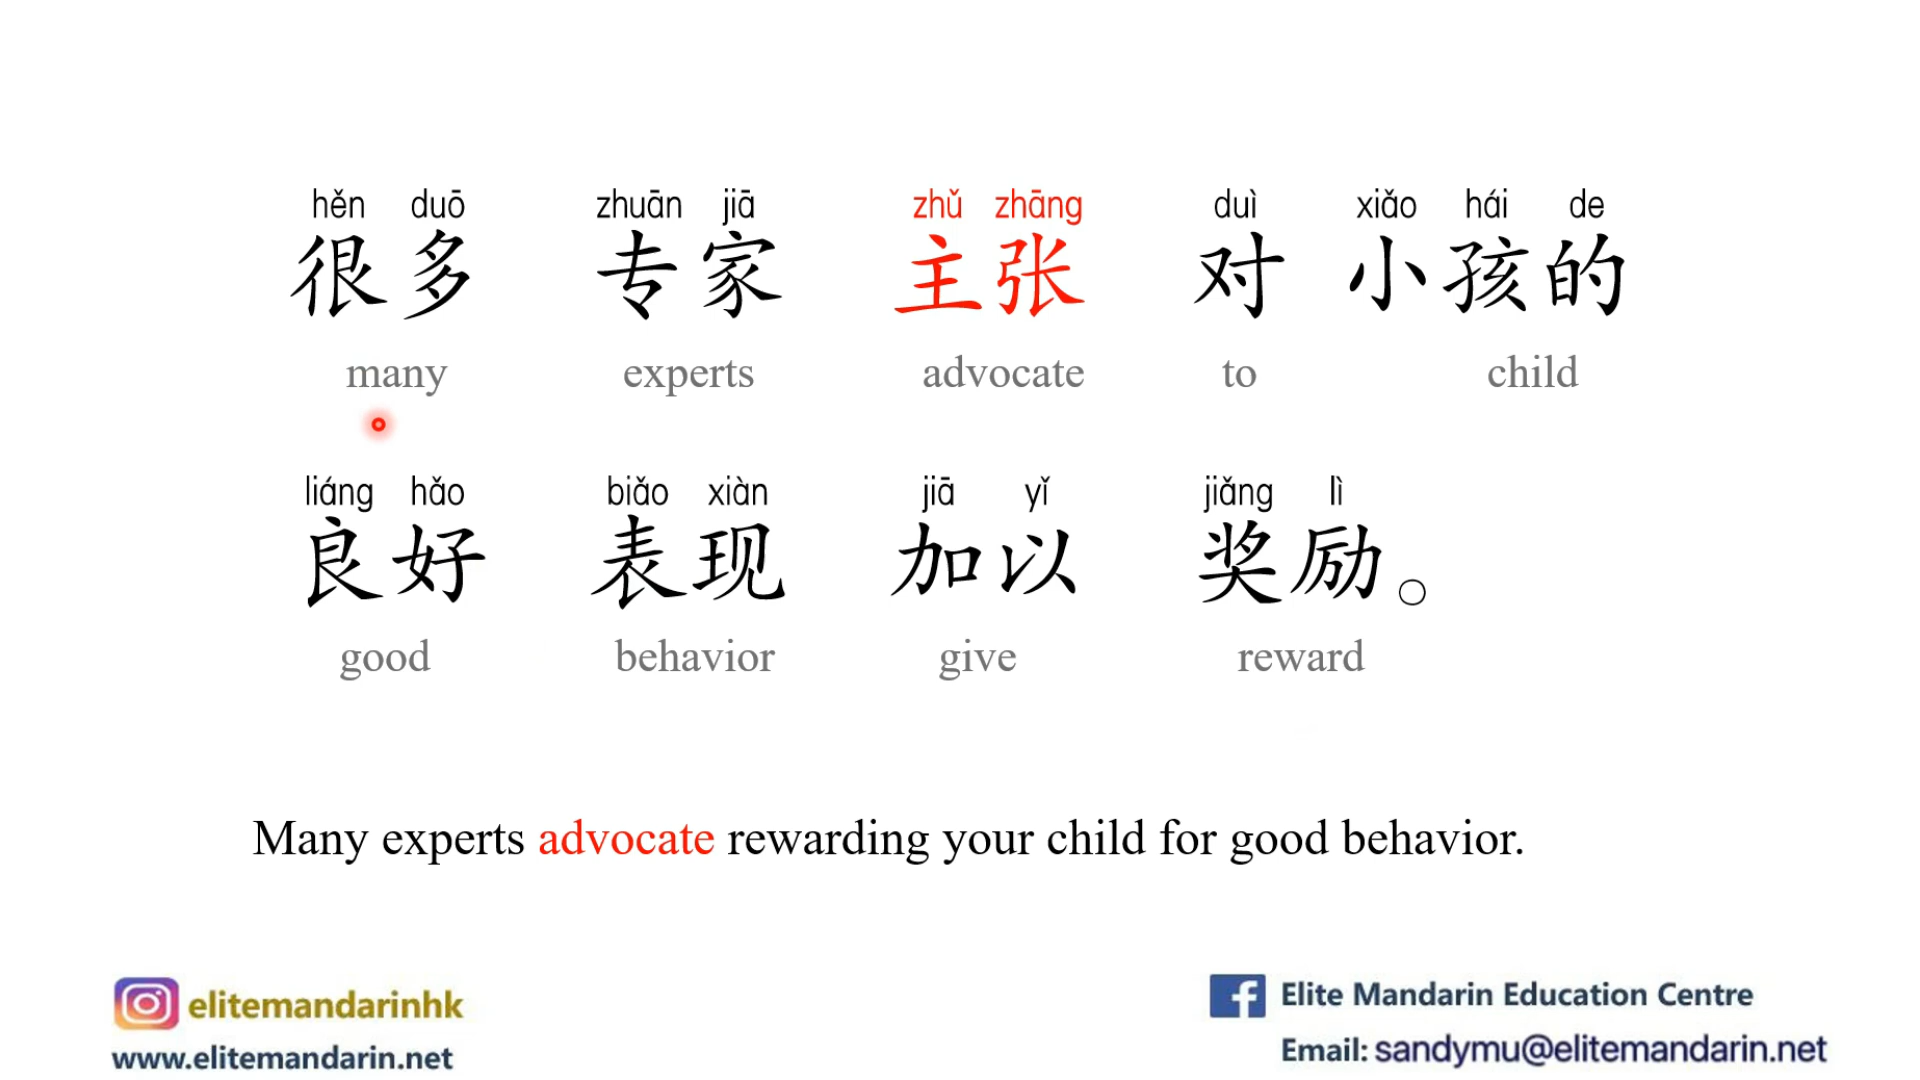 hěn duō zhuān jiā zhǔ zhāng duì xiǎo hái de
很多 专家 主张 对 小孩的
many experts advocate to child
liáng hǎo biǎo xiàn jiā yǐ jiǎng lì
良好 表现 加以 奖励。
good behavior give reward
Many experts advocate rewarding your child for good behavior.
elitemandarinhk
www.elitemandarin.net
Elite Mandarin Education Centre
Email: sandymu@elitemandarin.net